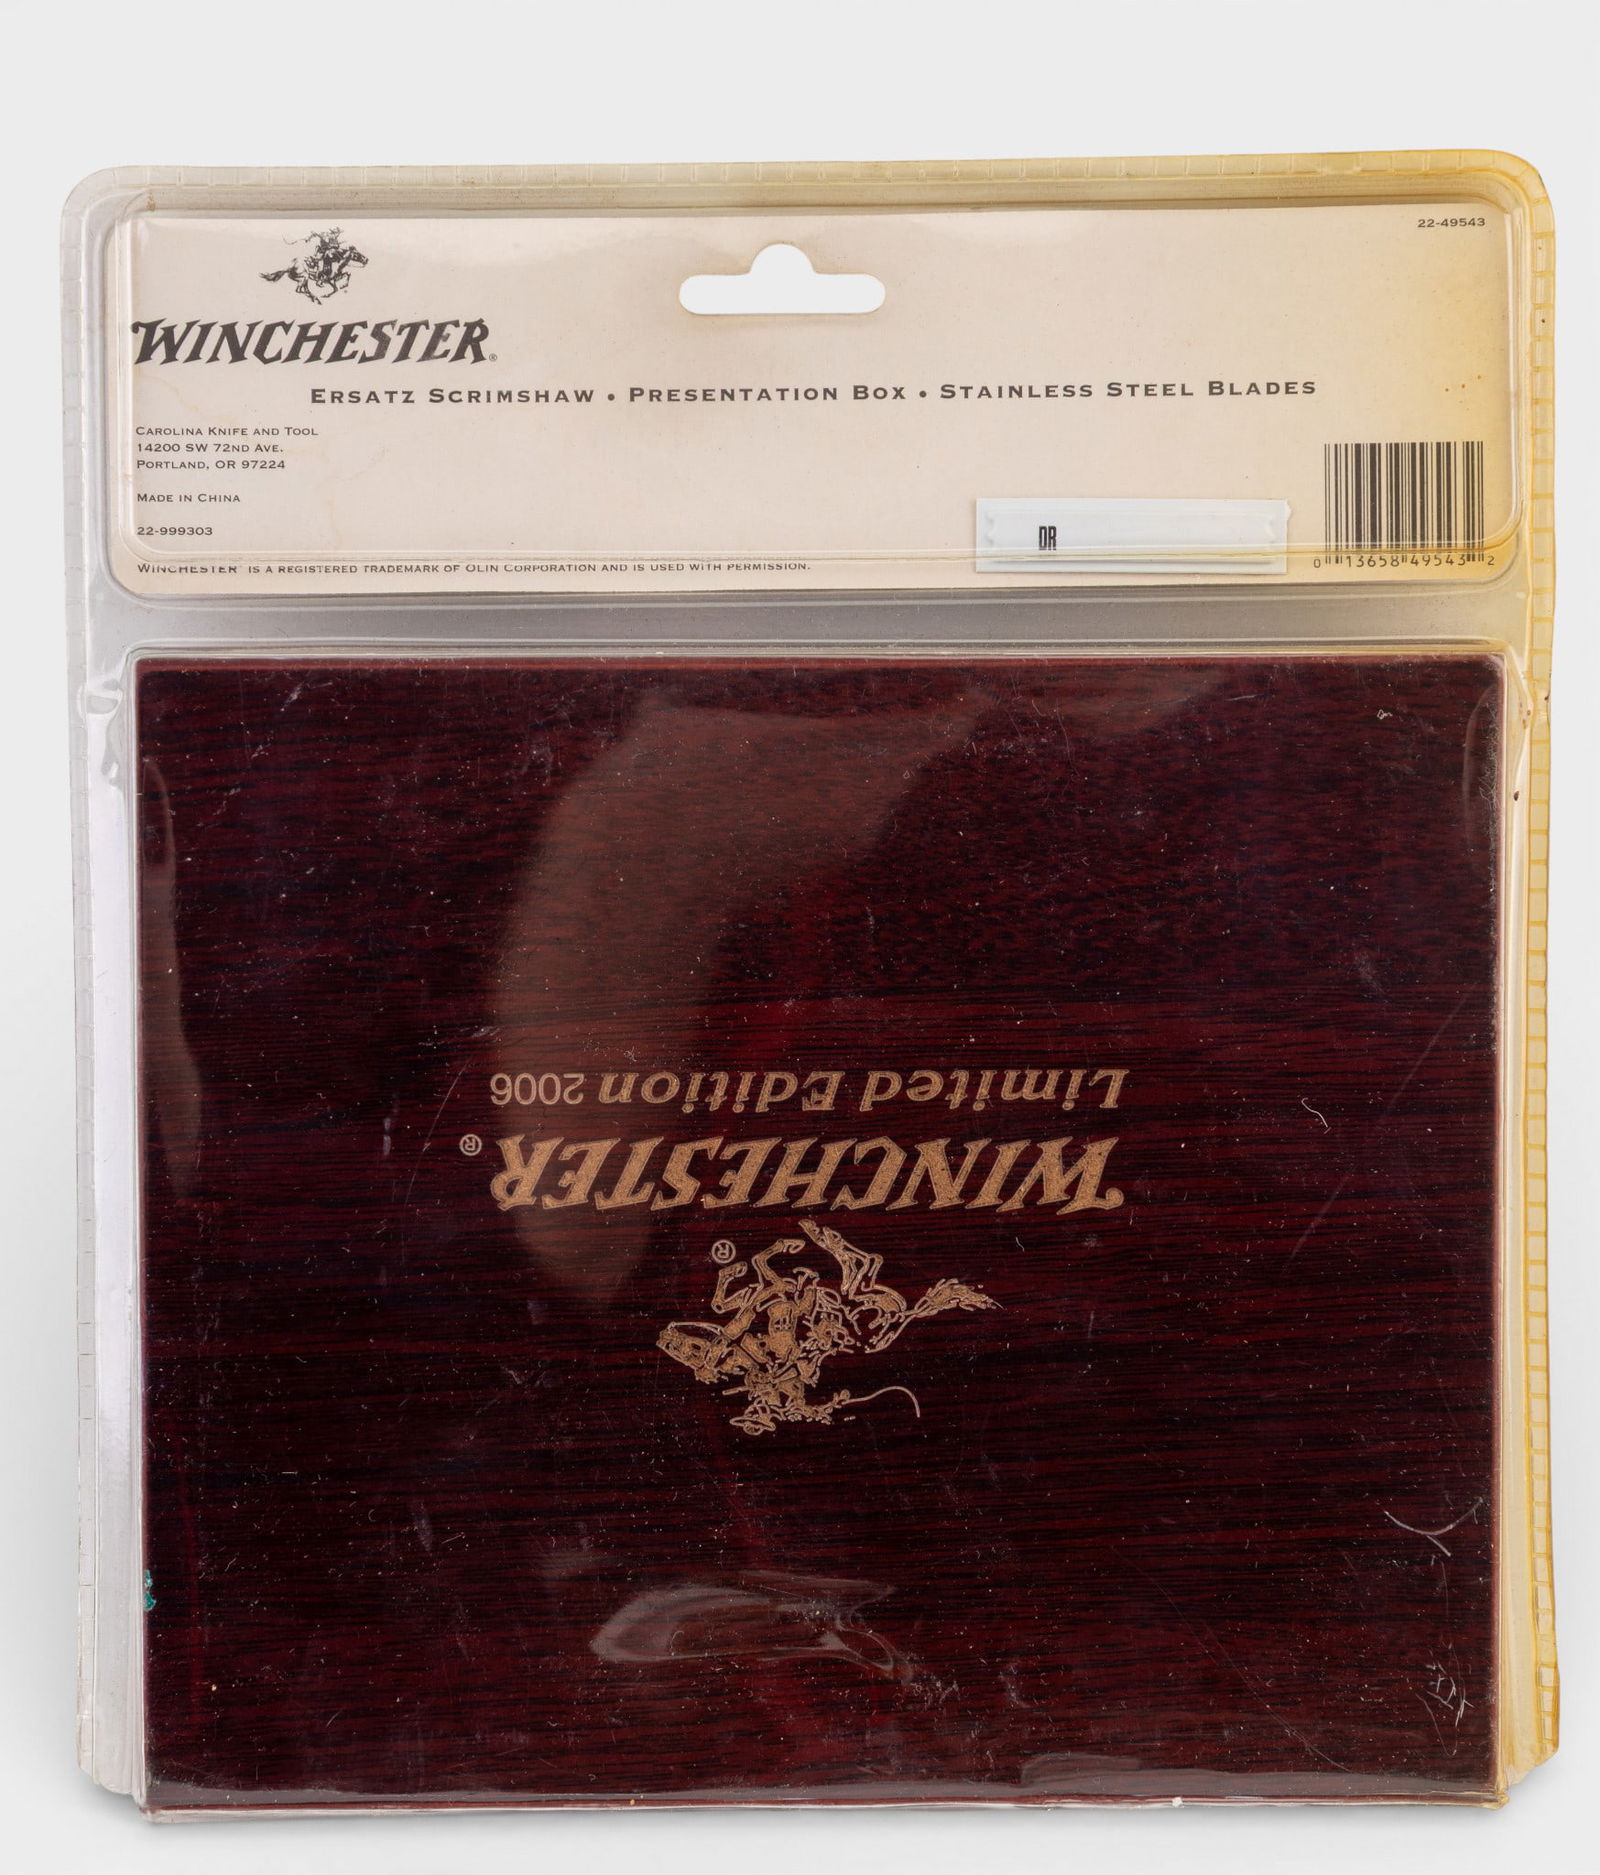 22-49543
WINCHESTER®
ERSATZ SCRIMSHAW • PRESENTATION BOX • STAINLESS STEEL BLADES
CAROLINA KNIFE AND TOOL
14200 SW 72ND AVE.
PORTLAND, OR 97224
MADE IN CHINA
22-999303
DR
WINCHESTER® IS A REGISTERED TRADEMARK OF OLIN CORPORATION AND IS USED WITH PERMISSION.
0 13658 49543 2
®
WINCHESTER®
Limited Edition 2006